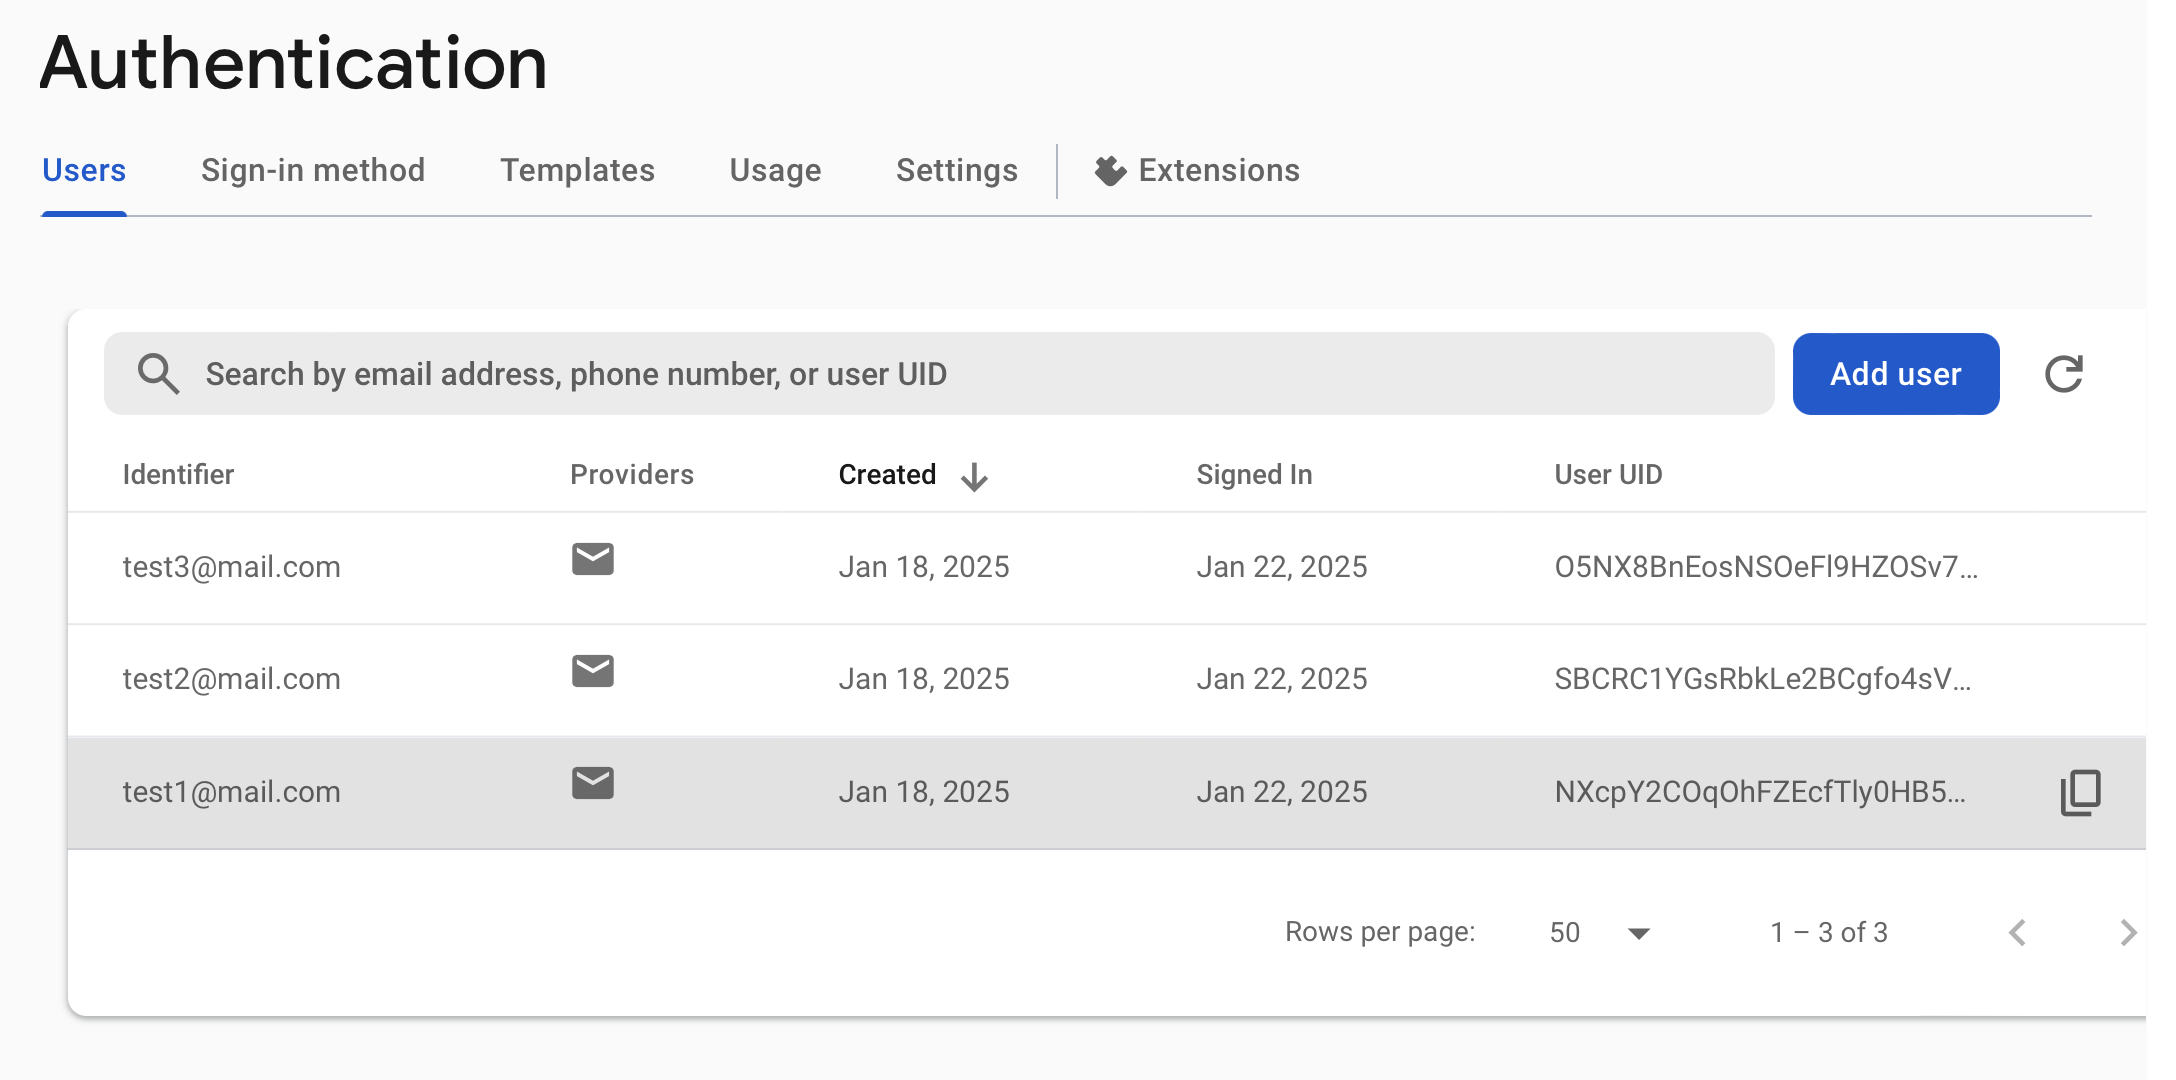 Authentication
Users Sign-in method Templates Usage Settings Extensions
Search by email address, phone number, or user UID Add user
Identifier Providers Created Signed In User UID
test3@mail.com Jan 18, 2025 Jan 22, 2025 O5NX8BnEosNSOeFl9HZOSv7…
test2@mail.com Jan 18, 2025 Jan 22, 2025 SBCRC1YGsRbkLe2BCgfo4sV…
test1@mail.com Jan 18, 2025 Jan 22, 2025 NXcpY2COqOhFZEcfTly0HB5…
Rows per page: 50 1 – 3 of 3